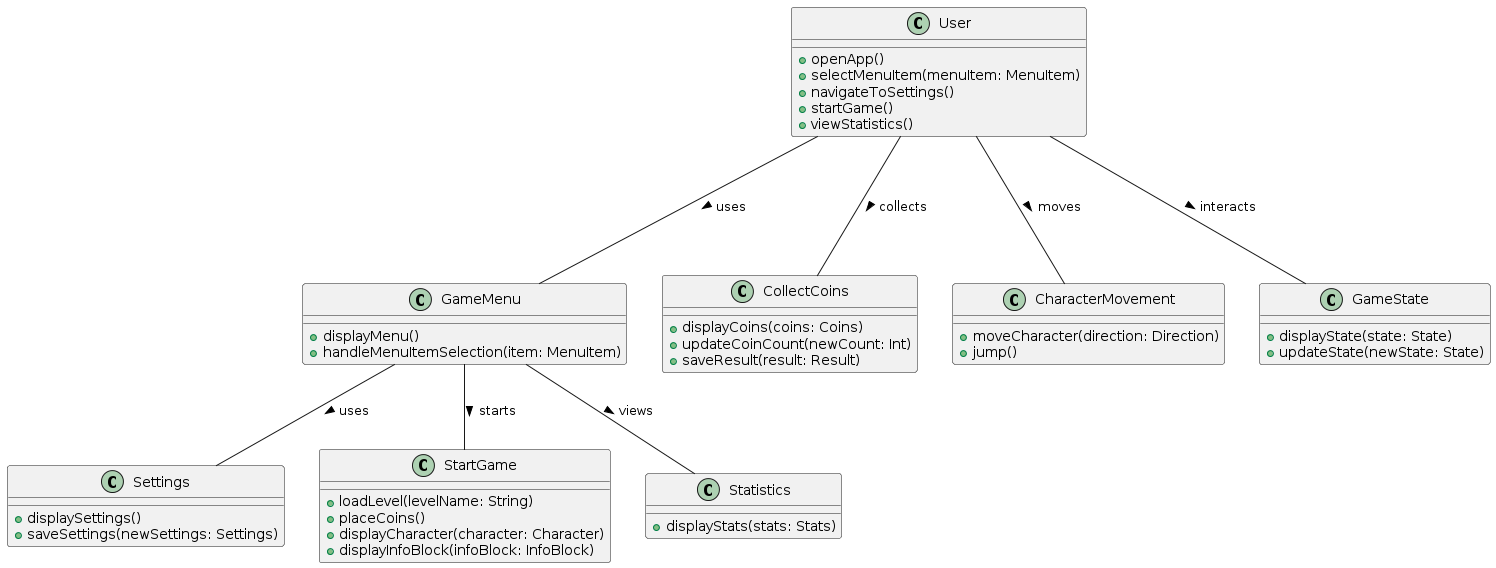 C User
openApp()
selectMenuItem(menuItem: MenuItem)
navigateToSettings()
startGame()
viewStatistics()
uses
collects
moves
interacts
C GameMenu
displayMenu()
handleMenuItemSelection(item: MenuItem)
C CollectCoins
displayCoins(coins: Coins)
updateCoinCount(newCount: Int)
saveResult(result: Result)
C CharacterMovement
moveCharacter(direction: Direction)
jump()
C GameState
displayState(state: State)
updateState(newState: State)
uses
starts
views
C Settings
displaySettings()
saveSettings(newSettings: Settings)
C StartGame
loadLevel(levelName: String)
placeCoins()
displayCharacter(character: Character)
displayInfoBlock(infoBlock: InfoBlock)
C Statistics
displayStats(stats: Stats)